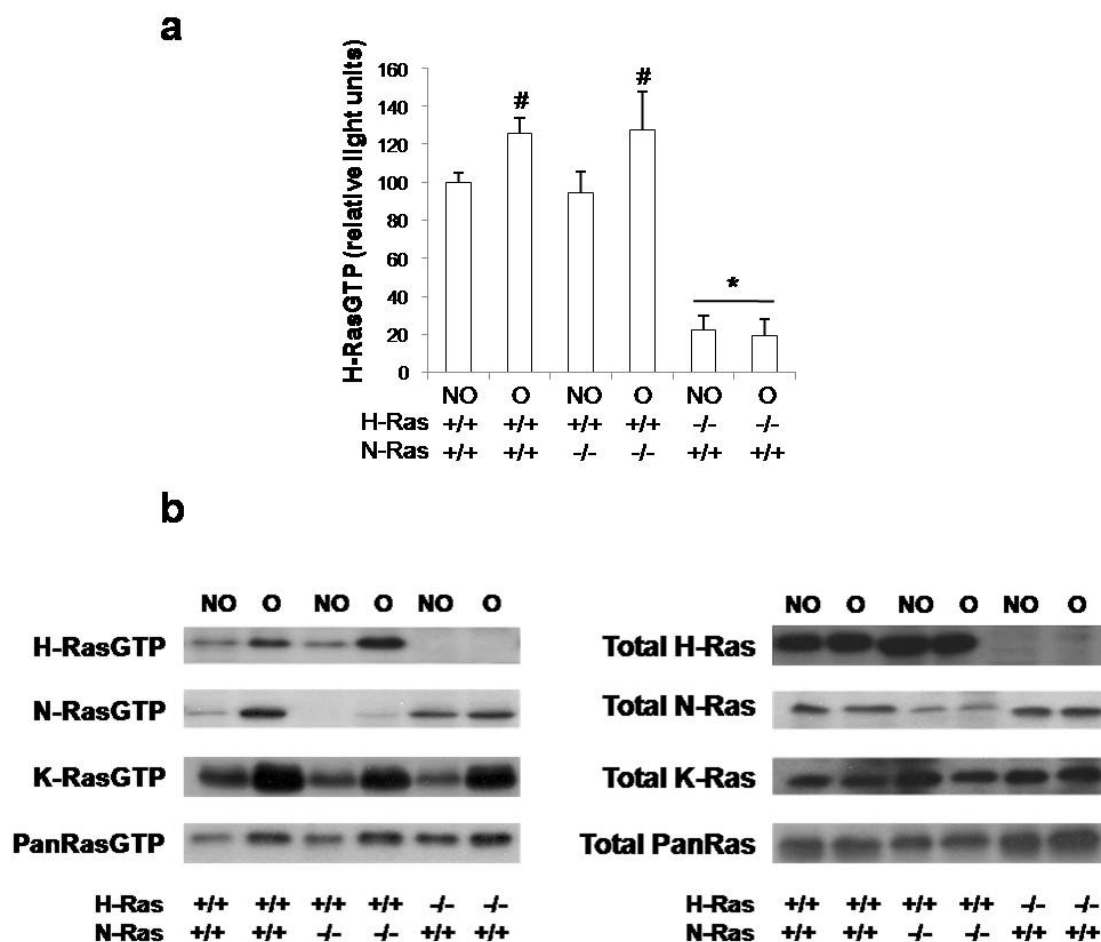 a
H-RasGTP (relative light units)
160
140
120
100
80
60
40
20
0
# # *
NO O NO O NO O
H-Ras +/+ +/+ +/+ +/+ -/- -/-
N-Ras +/+ +/+ -/- -/- +/+ +/+
b
NO O NO O NO O
H-RasGTP
N-RasGTP
K-RasGTP
PanRasGTP
H-Ras +/+ +/+ +/+ +/+ -/- -/-
N-Ras +/+ +/+ -/- -/- +/+ +/+
NO O NO O NO O
Total H-Ras
Total N-Ras
Total K-Ras
Total PanRas
H-Ras +/+ +/+ +/+ +/+ -/- -/-
N-Ras +/+ +/+ -/- -/- +/+ +/+